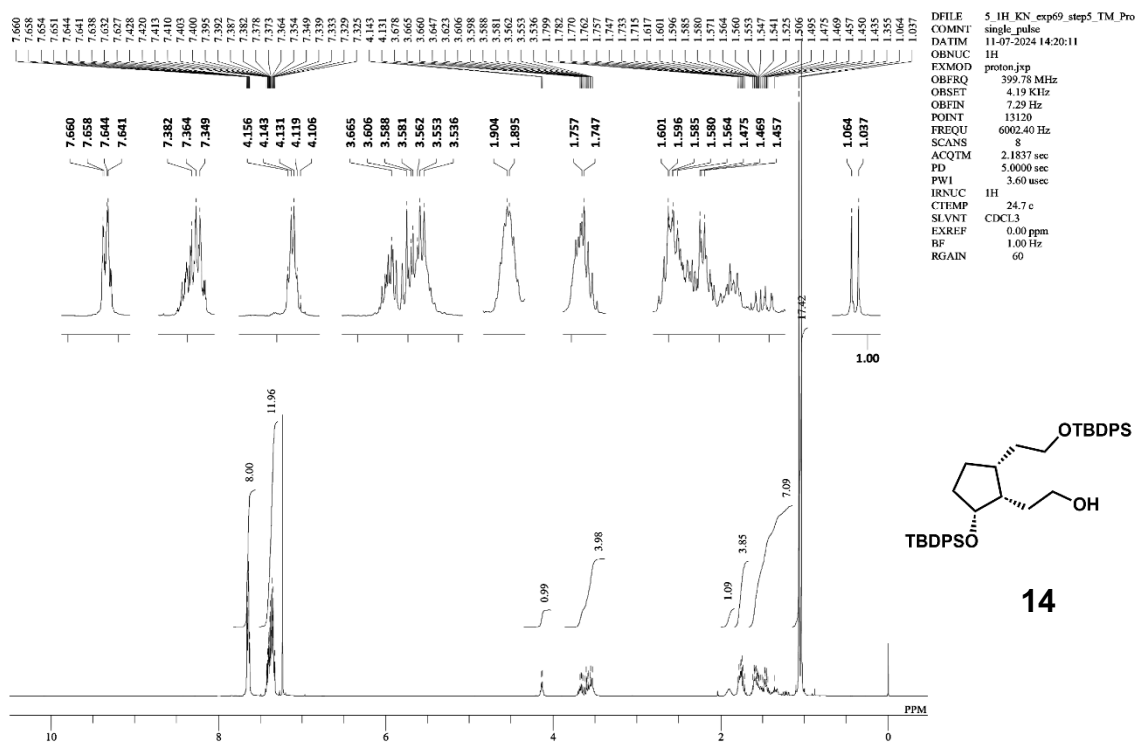 7.660 7.658 7.654 7.651 7.644 7.641 7.638 7.632 7.627 7.428 7.420 7.413 7.410 7.403 7.400 7.395 7.392 7.387 7.382 7.378 7.373 7.364 7.354 7.349 7.339 7.333 7.329 7.325 4.143 4.131 3.678 3.665 3.660 3.647 3.623 3.606 3.598 3.588 3.581 3.562 3.553 3.536 1.799 1.782 1.770 1.762 1.757 1.747 1.733 1.715 1.617 1.601 1.596 1.585 1.580 1.571 1.564 1.560 1.553 1.547 1.541 1.525 1.506 1.495 1.475 1.469 1.457 1.450 1.435 1.355 1.064 1.037
DFILE 5_1H_KN_exp69_step5_TM_Pro
COMNT single_pulse
DATIM 11-07-2024 14:20:11
OBNUC 1H
EXMOD proton.jxp
OBFRQ 399.78 MHz
OBSET 4.19 KHz
OBFIN 7.29 Hz
POINT 13120
FREQU 6002.40 Hz
SCANS 8
ACQTM 2.1837 sec
PD 5.0000 sec
PW1 3.60 usec
IRNUC 1H
CTEMP 24.7 c
SLVNT CDCL3
EXREF 0.00 ppm
BF 1.00 Hz
RGAIN 60
7.660 7.658 7.644 7.641 7.382 7.364 7.349 4.156 4.143 4.131 4.119 4.106 3.665 3.606 3.588 3.581 3.562 3.553 3.536 1.904 1.895 1.757 1.747 1.601 1.596 1.585 1.580 1.564 1.475 1.469 1.457 1.064 1.037
17.42
1.00
8.00
11.96
0.99
3.98
1.09
3.85
7.09
OTBDPS
OH
TBDPSO
14
PPM
10 8 6 4 2 0